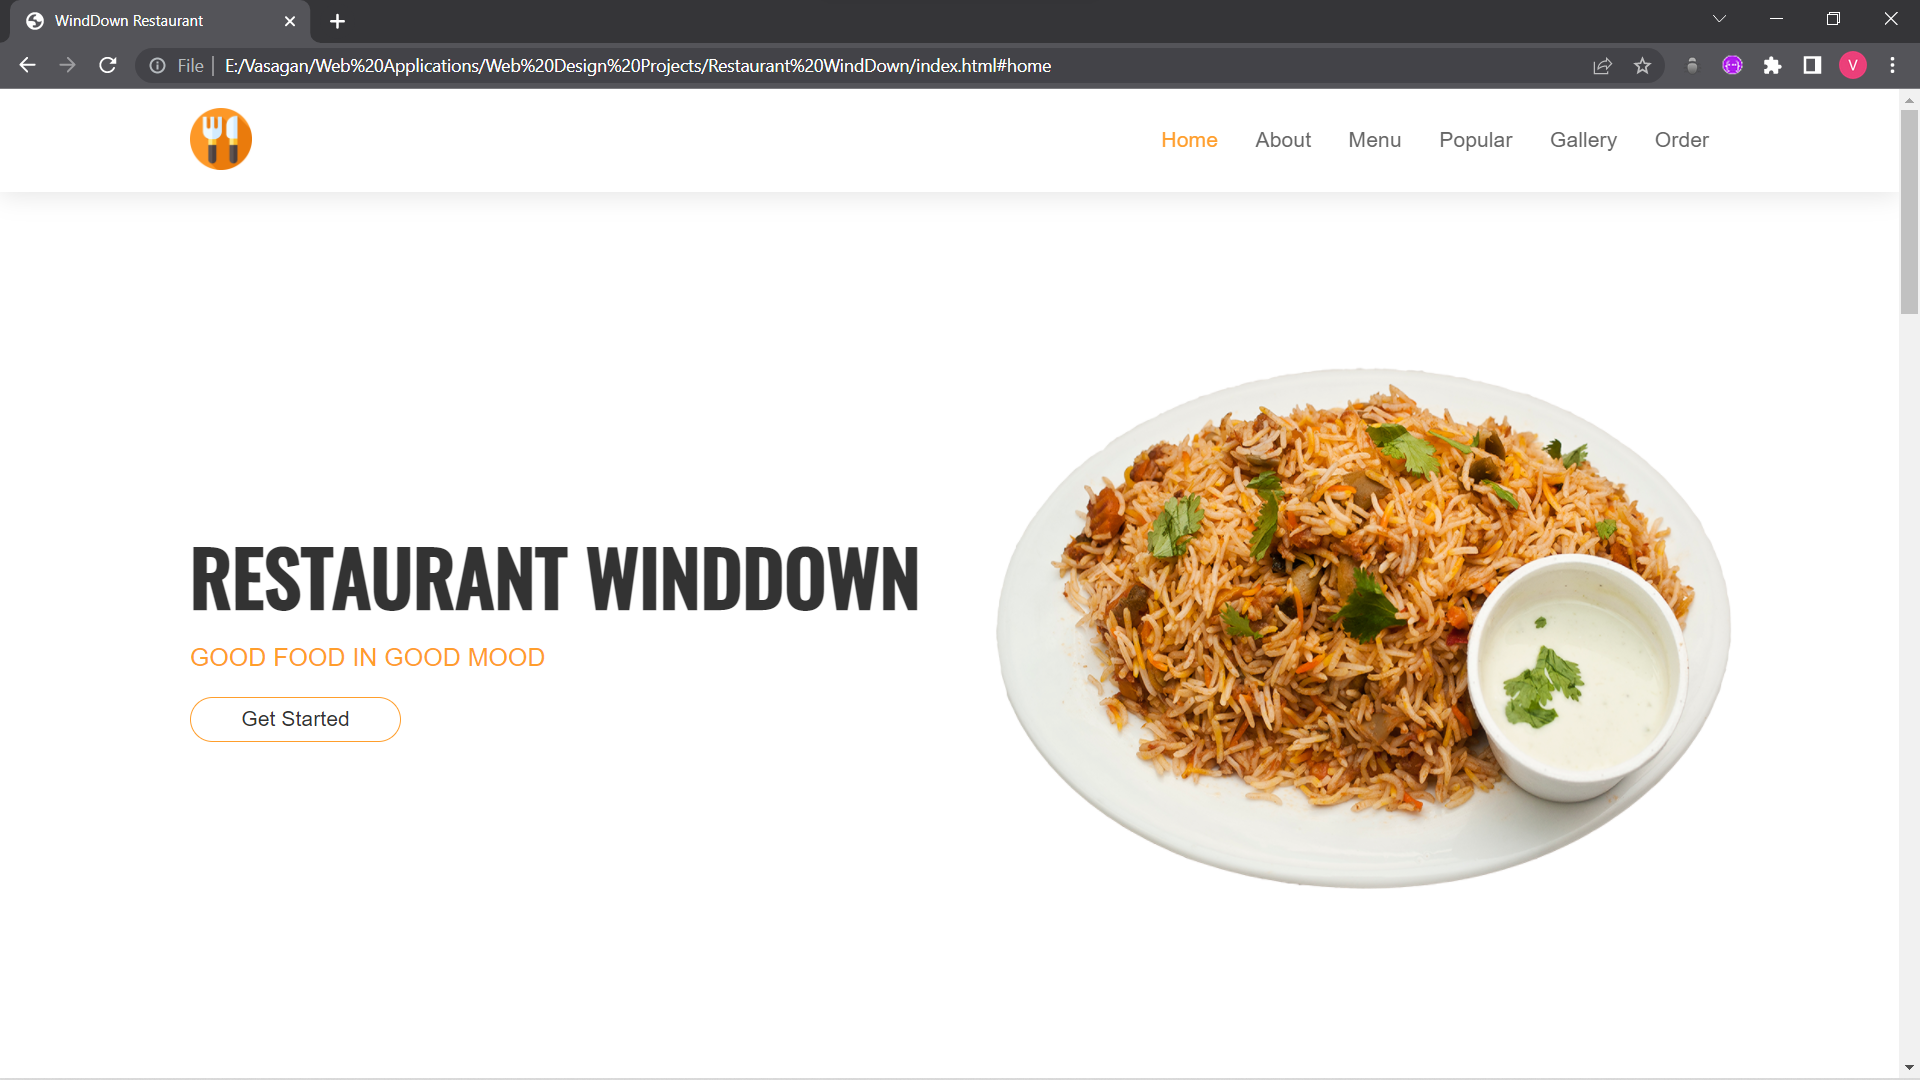 WindDown Restaurant
File
E:/Vasagan/Web%20Applications/Web%20Design%20Projects/Restaurant%20WindDown/index.html#home
V
Home About Menu Popular Gallery Order
RESTAURANT WINDDOWN
GOOD FOOD IN GOOD MOOD
Get Started